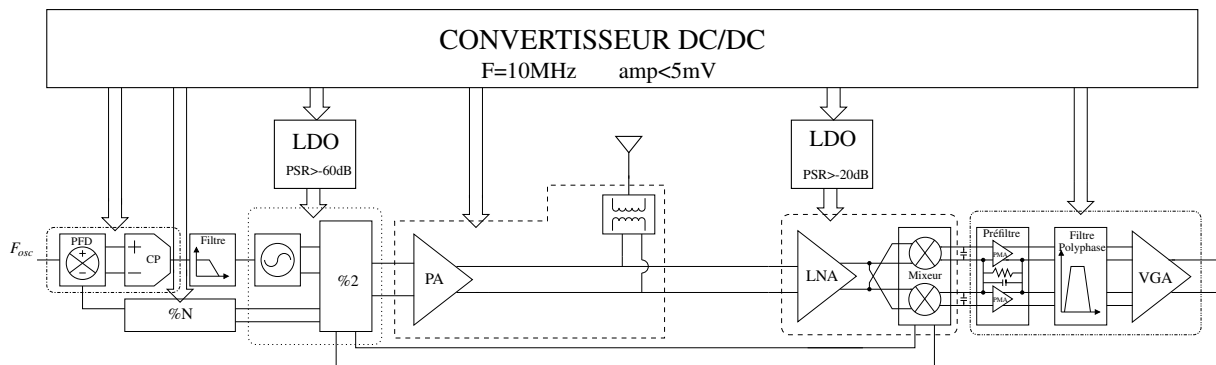 CONVERTISSEUR DC/DC
F=10MHz amp<5mV
LDO
PSR>-60dB
LDO
PSR>-20dB
Fosc
PFD
CP
Filtre
%N
%2
PA
LNA
Mixeur
Préfiltre
PMA
PMA
Filtre
Polyphase
VGA